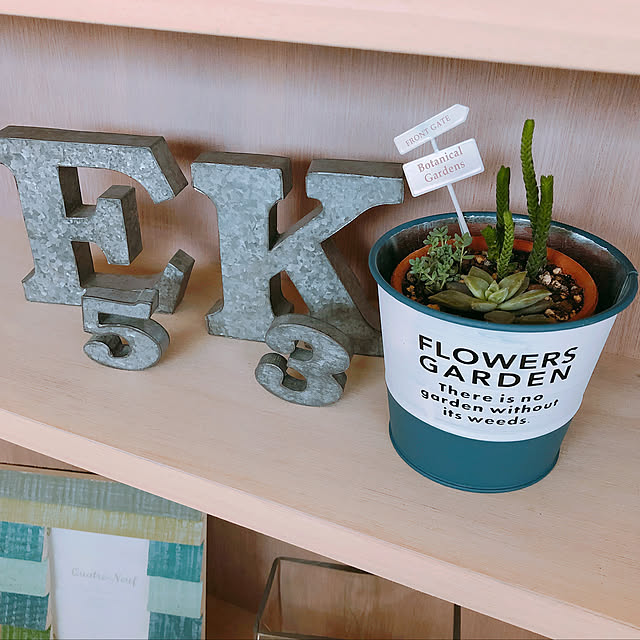 E K
5 3
FRONT GATE
Botanical
Gardens
FLOWERS
GARDEN
There is no
garden without
its weeds.
Quatre-Neuf